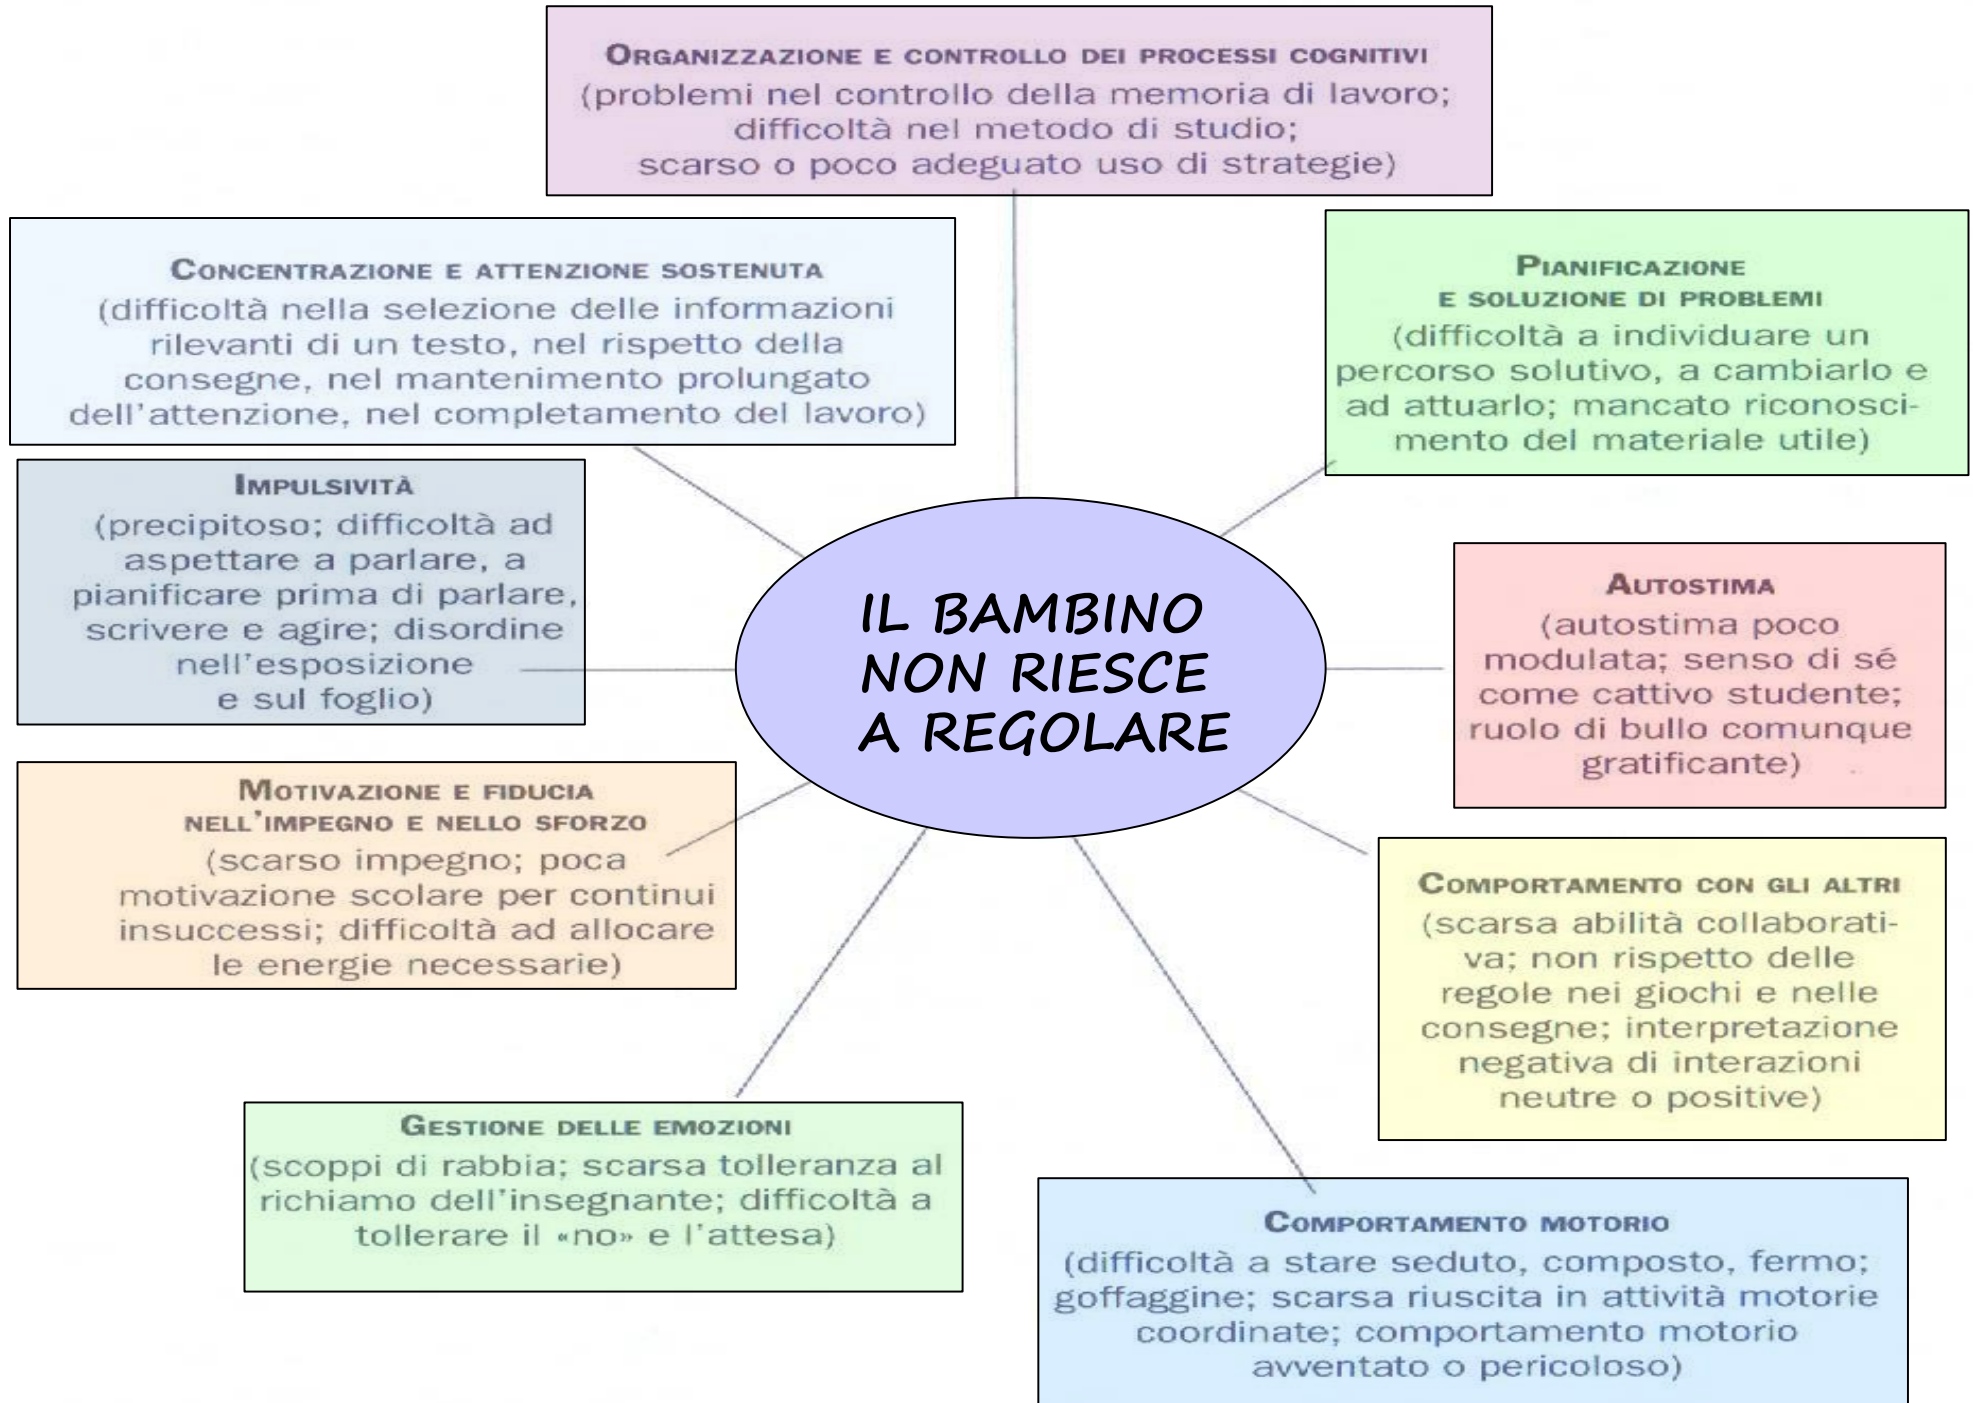 ORGANIZZAZIONE E CONTROLLO DEI PROCESSI COGNITIVI
(problemi nel controllo della memoria di lavoro;
difficoltà nel metodo di studio;
scarso o poco adeguato uso di strategie)
CONCENTRAZIONE E ATTENZIONE SOSTENUTA
(difficoltà nella selezione delle informazioni
rilevanti di un testo, nel rispetto della
consegne, nel mantenimento prolungato
dell'attenzione, nel completamento del lavoro)
PIANIFICAZIONE
E SOLUZIONE DI PROBLEMI
(difficoltà a individuare un
percorso solutivo, a cambiarlo e
ad attuarlo; mancato riconosci-
mento del materiale utile)
IMPULSIVITÀ
(precipitoso; difficoltà ad
aspettare a parlare, a
pianificare prima di parlare,
scrivere e agire; disordine
nell'esposizione
e sul foglio)
IL BAMBINO
NON RIESCE
A REGOLARE
AUTOSTIMA
(autostima poco
modulata; senso di sé
come cattivo studente;
ruolo di bullo comunque
gratificante)
MOTIVAZIONE E FIDUCIA
NELL'IMPEGNO E NELLO SFORZO
(scarso impegno; poca
motivazione scolare per continui
insuccessi; difficoltà ad allocare
le energie necessarie)
COMPORTAMENTO CON GLI ALTRI
(scarsa abilità collaborati-
va; non rispetto delle
regole nei giochi e nelle
consegne; interpretazione
negativa di interazioni
neutre o positive)
GESTIONE DELLE EMOZIONI
(scoppi di rabbia; scarsa tolleranza al
richiamo dell'insegnante; difficoltà a
tollerare il «no» e l'attesa)
COMPORTAMENTO MOTORIO
(difficoltà a stare seduto, composto, fermo;
goffaggine; scarsa riuscita in attività motorie
coordinate; comportamento motorio
avventato o pericoloso)